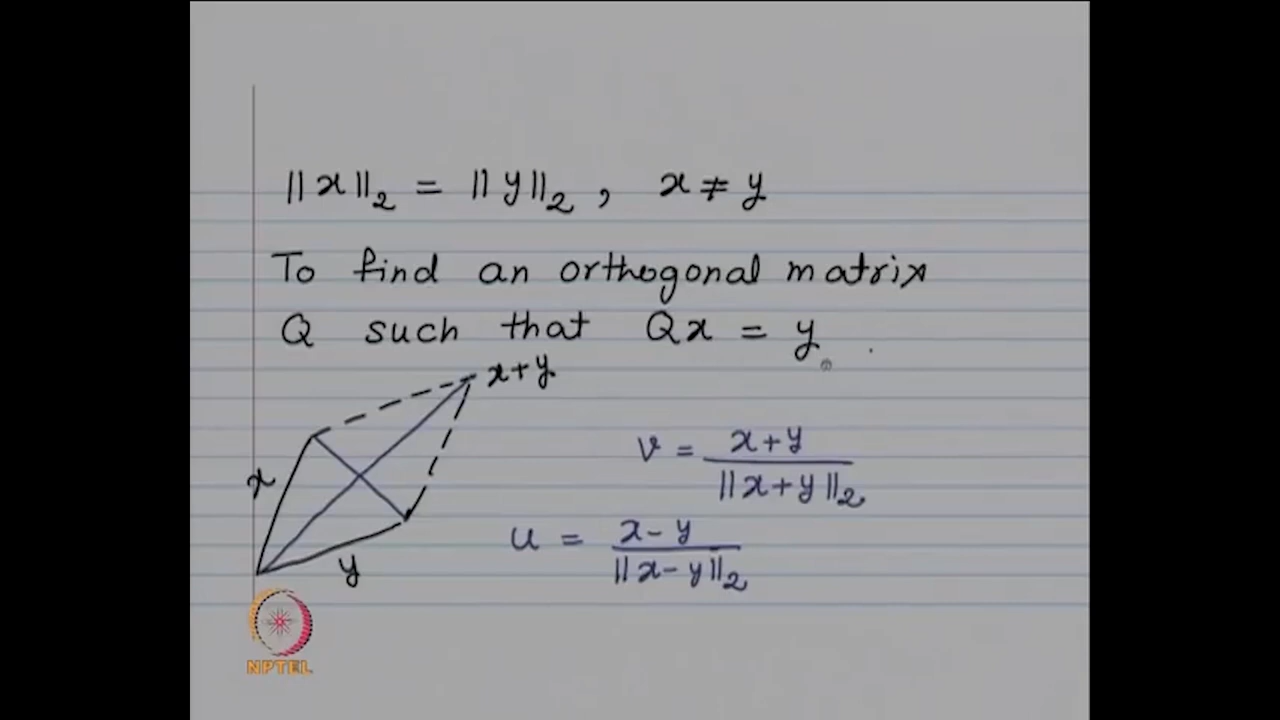 ||x||₂ = ||y||₂ , x ≠ y
To find an orthogonal matrix
Q such that Qx = y .
x+y
x
y
v = x+y / ||x+y||₂
u = x-y / ||x-y||₂
NPTEL